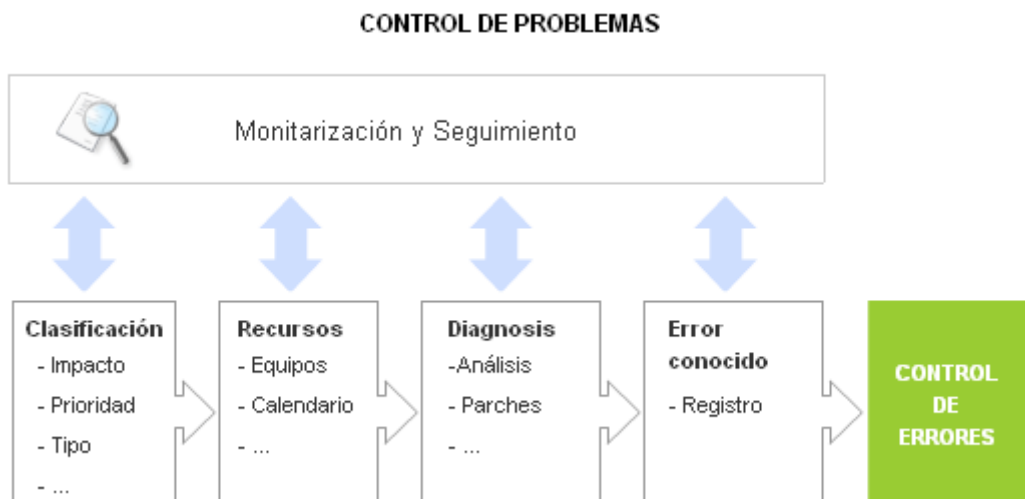 CONTROL DE PROBLEMAS
Monitarización y Seguimiento
Clasificación
- Impacto
- Prioridad
- Tipo
- ...
Recursos
- Equipos
- Calendario
- ...
Diagnosis
-Análisis
- Parches
- ...
Error
conocido
- Registro
CONTROL
DE
ERRORES